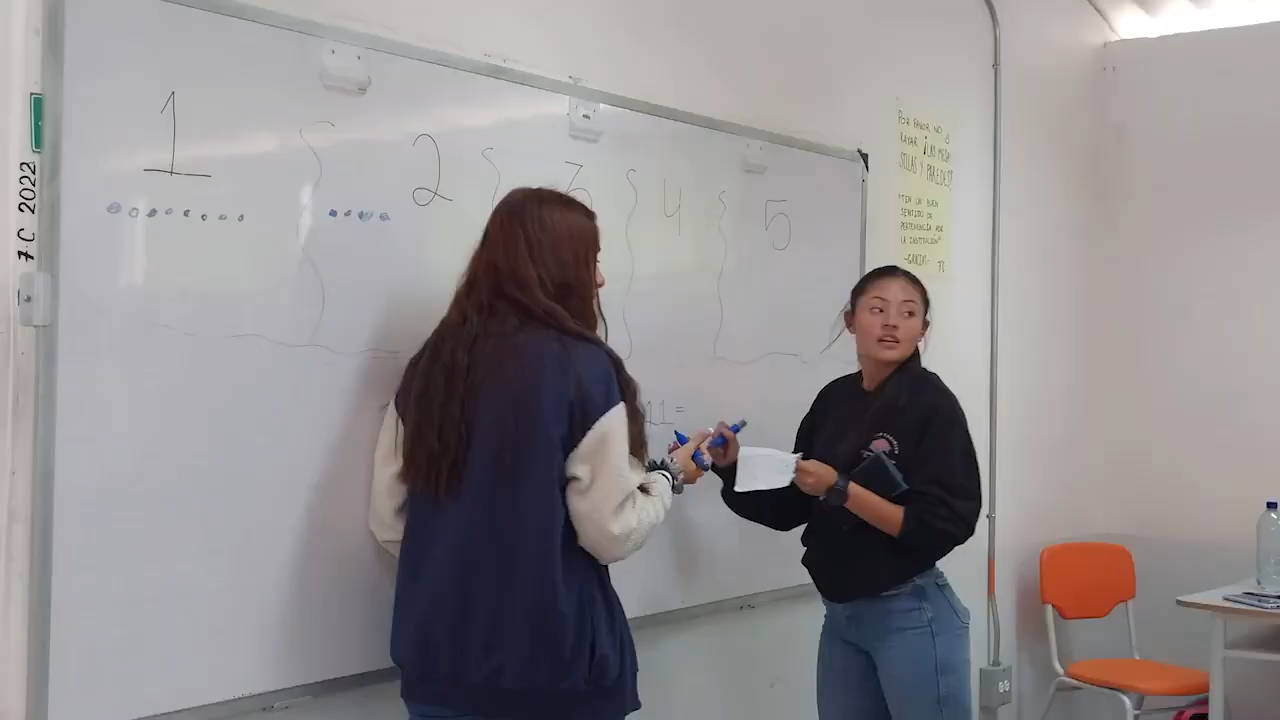 1 2 3 4 5
11 =
7C 2022
POR FAVOR NO
RAYAR ¡LAS MESAS
SILLAS Y PAREDES!
"TEN UN BUEN
SENTIDO DE
PERTENENCIA POR
LA INSTITUCIÓN"